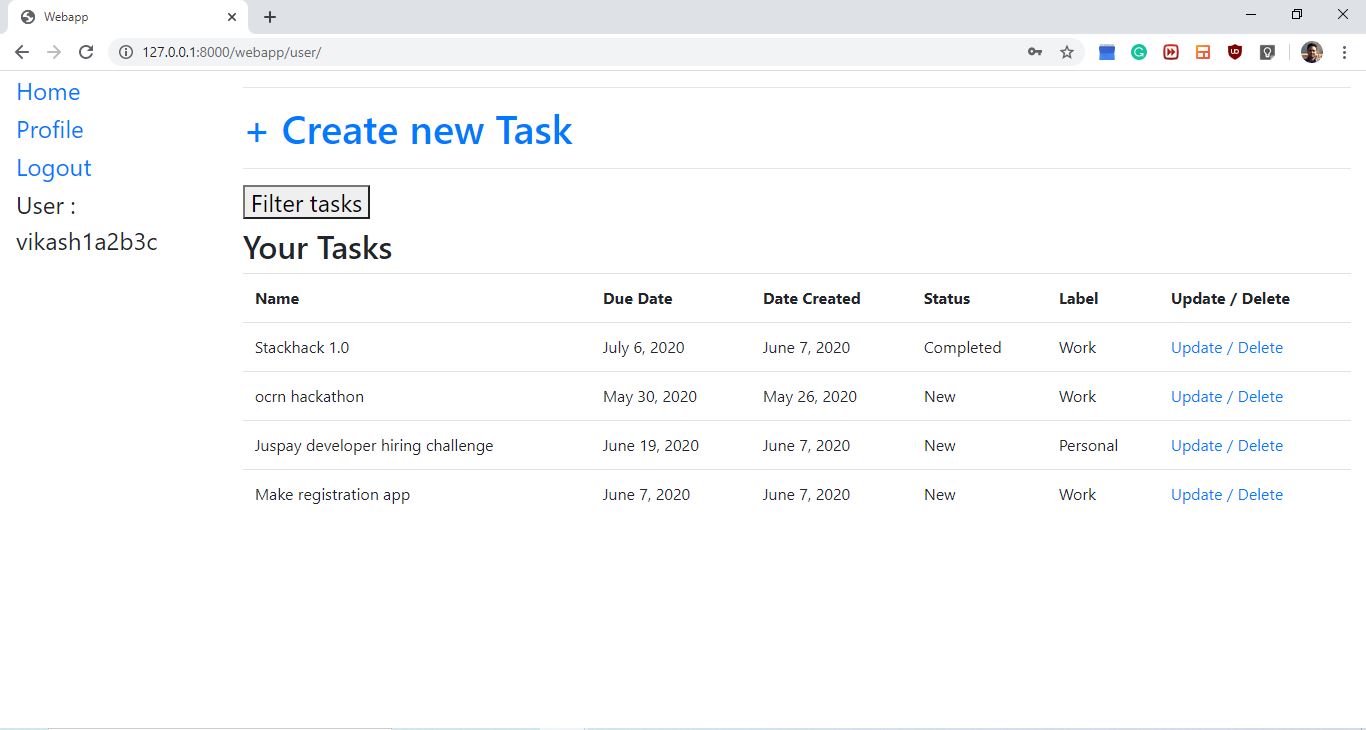 Webapp
127.0.0.1:8000/webapp/user/
Home
Profile
Logout
User :
vikash1a2b3c
+ Create new Task
Filter tasks
Your Tasks
Name Due Date Date Created Status Label Update / Delete
Stackhack 1.0 July 6, 2020 June 7, 2020 Completed Work Update / Delete
ocrn hackathon May 30, 2020 May 26, 2020 New Work Update / Delete
Juspay developer hiring challenge June 19, 2020 June 7, 2020 New Personal Update / Delete
Make registration app June 7, 2020 June 7, 2020 New Work Update / Delete